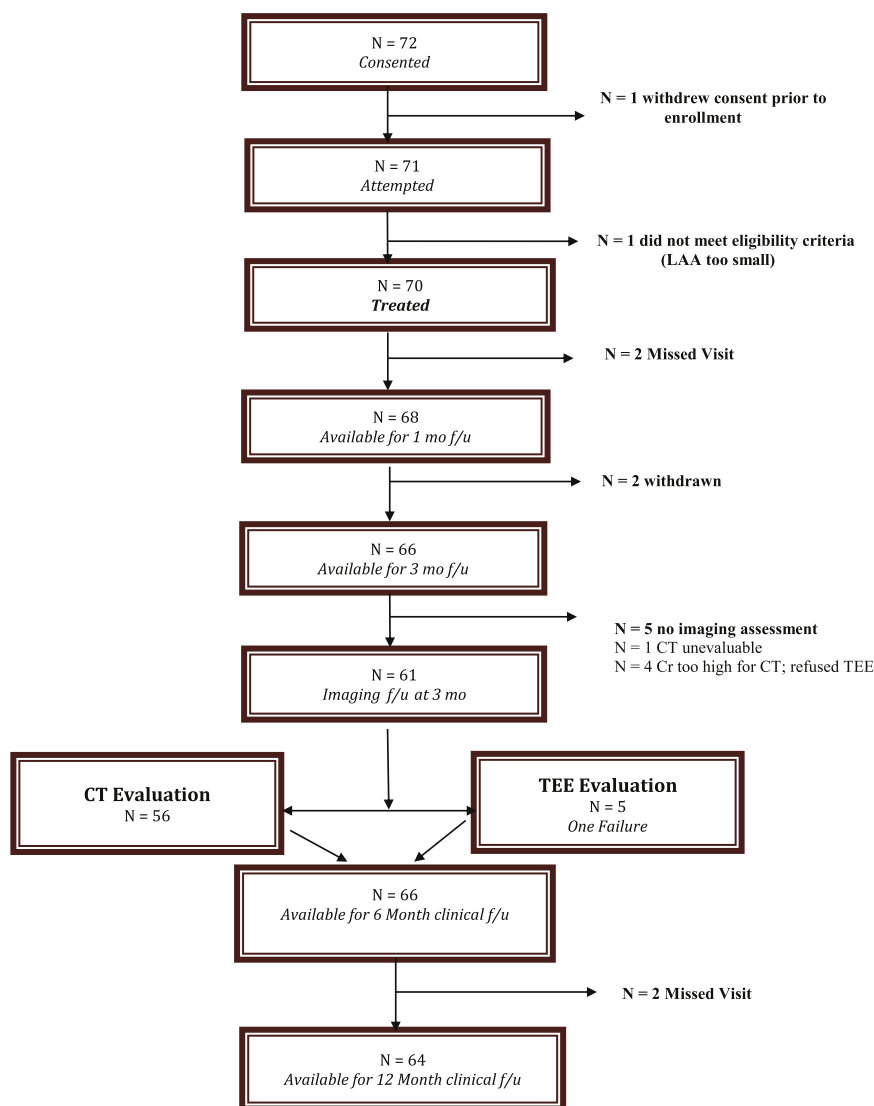 N = 72
Consented
N = 1 withdrew consent prior to
enrollment
N = 71
Attempted
N = 1 did not meet eligibility criteria
(LAA too small)
N = 70
Treated
N = 2 Missed Visit
N = 68
Available for 1 mo f/u
N = 2 withdrawn
N = 66
Available for 3 mo f/u
N = 5 no imaging assessment
N = 1 CT unevaluable
N = 4 Cr too high for CT; refused TEE
N = 61
Imaging f/u at 3 mo
CT Evaluation
N = 56
TEE Evaluation
N = 5
One Failure
N = 66
Available for 6 Month clinical f/u
N = 2 Missed Visit
N = 64
Available for 12 Month clinical f/u